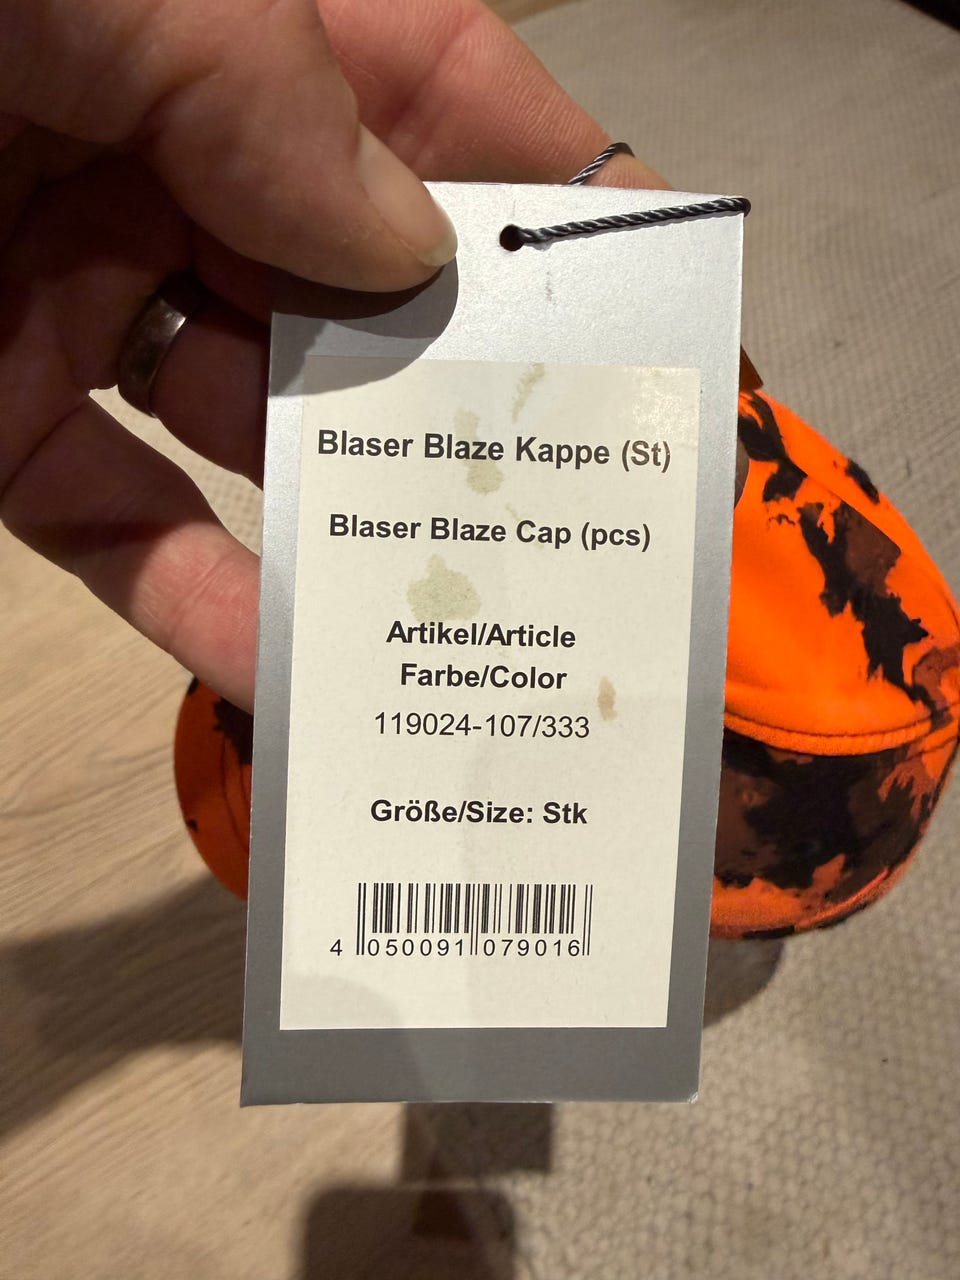 Blaser Blaze Kappe (St)
Blaser Blaze Cap (pcs)
Artikel/Article
Farbe/Color
119024-107/333
Größe/Size: Stk
4 050091 079016